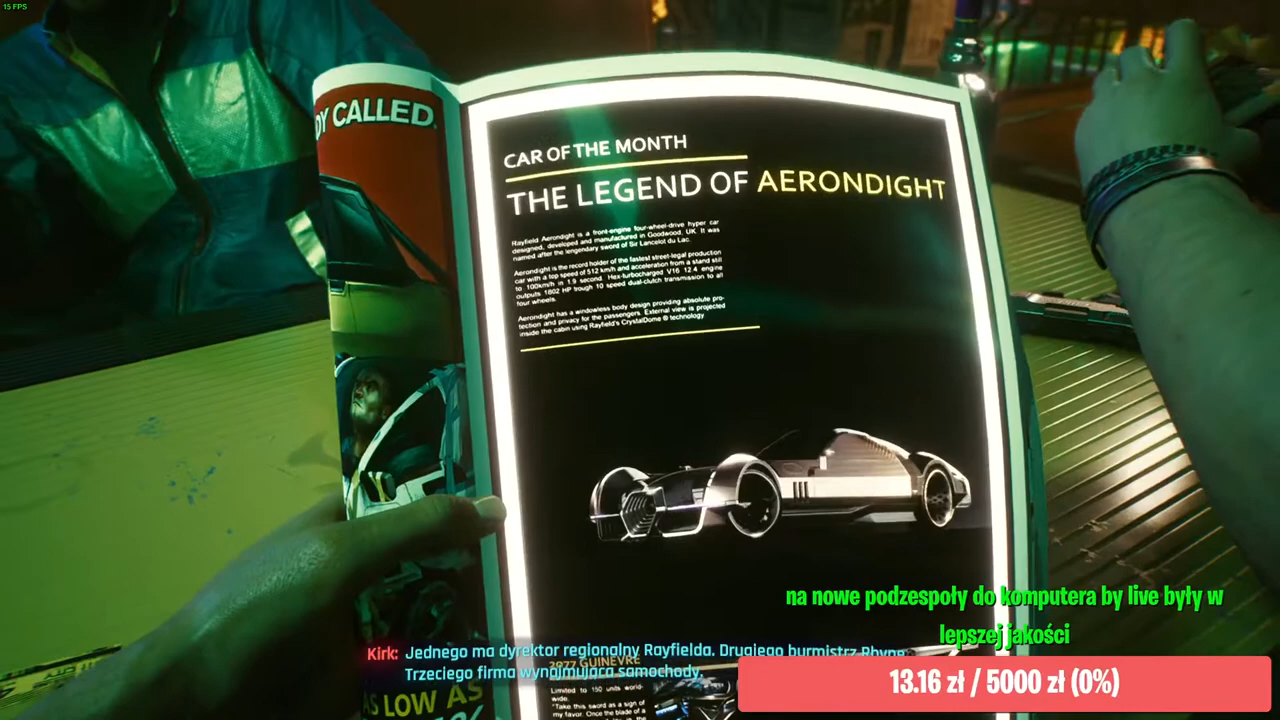 15 FPS
DY CALLED.
CAR OF THE MONTH
THE LEGEND OF AERONDIGHT
Rayfield Aerondight is a front-engine four-wheel-drive hyper car
designed, developed and manufactured in Goodwood, UK. It was
named after the lengendary sword of Sir Lancelot du Lac.
Aerondight is the record holder of the fastest street-legal production
car with a top speed of 512 km/h and acceleration from a stand still
to 100km/h in 1.9 second. Hex-turbocharged V16 12.4 engine
outputs 1802 HP trough 10 speed dual-clutch transmission to all
four wheels.
Aerondight has a windowless body design providing absolute pro-
tection and privacy for the passengers. External view is projected
inside the cabin using Rayfield's CrystalDome ® technology
na nowe podzespoły do komputera by live były w
lepszej jakości
Kirk: Jednego ma dyrektor regionalny Rayfielda. Drugiego burmistrz Rhyne.
Trzeciego firma wynajmująca samochody.
13.16 zł / 5000 zł (0%)
2077 GUINEVRE
Limited to 150 units world-
wide.
"Take this sword as a sign of
my favor. Once the blade of a
AS LOW AS